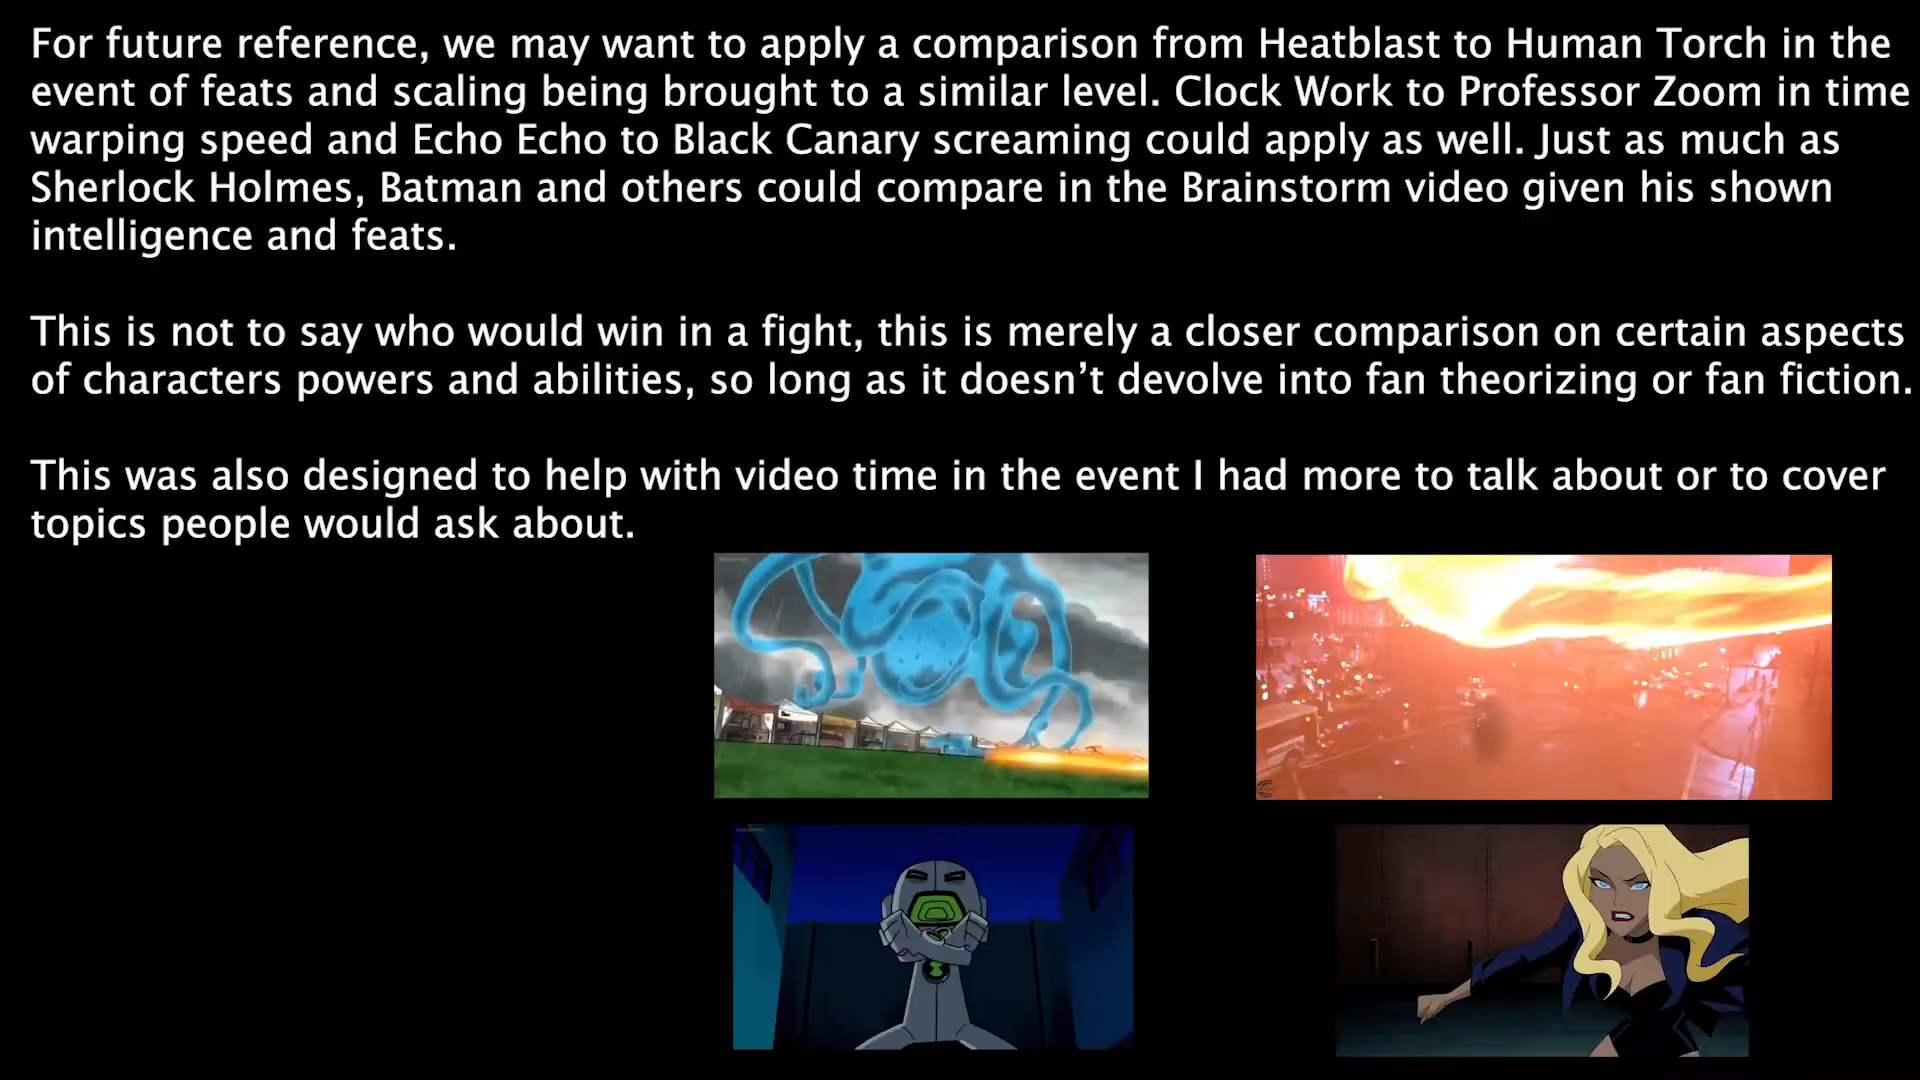 For future reference, we may want to apply a comparison from Heatblast to Human Torch in the
event of feats and scaling being brought to a similar level. Clock Work to Professor Zoom in time
warping speed and Echo Echo to Black Canary screaming could apply as well. Just as much as
Sherlock Holmes, Batman and others could compare in the Brainstorm video given his shown
intelligence and feats.
This is not to say who would win in a fight, this is merely a closer comparison on certain aspects
of characters powers and abilities, so long as it doesn’t devolve into fan theorizing or fan fiction.
This was also designed to help with video time in the event I had more to talk about or to cover
topics people would ask about.